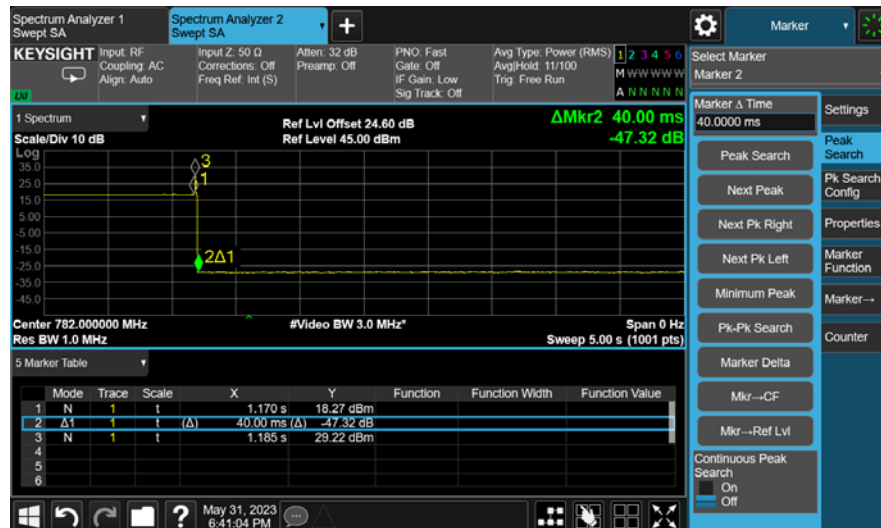 Spectrum Analyzer 1
Swept SA
Spectrum Analyzer 2
Swept SA
+
Marker
KEYSIGHT
Input: RF
Coupling: AC
Align: Auto
Input Z: 50 Ω
Corrections: Off
Freq Ref: Int (S)
Atten: 32 dB
Preamp: Off
PNO: Fast
Gate: Off
IF Gain: Low
Sig Track: Off
Avg Type: Power (RMS)
Avg|Hold: 11/100
Trig: Free Run
1 2 3 4 5 6
M W W W W W
A N N N N N
LXI
Select Marker
Marker 2
1 Spectrum
Scale/Div 10 dB
Ref Lvl Offset 24.60 dB
Ref Level 45.00 dBm
ΔMkr2 40.00 ms
-47.32 dB
Log
35.0
25.0
15.0
5.00
-5.00
-15.0
-25.0
-35.0
-45.0
3
1
2Δ1
Center 782.000000 MHz
Res BW 1.0 MHz
#Video BW 3.0 MHz*
Span 0 Hz
Sweep 5.00 s (1001 pts)
5 Marker Table
Mode Trace Scale X Y Function Function Width Function Value
1 N 1 t 1.170 s 18.27 dBm
2 Δ1 1 t (Δ) 40.00 ms (Δ) -47.32 dB
3 N 1 t 1.185 s 29.22 dBm
4
5
6
Marker Δ Time
40.0000 ms
Peak Search
Next Peak
Next Pk Right
Next Pk Left
Minimum Peak
Pk-Pk Search
Marker Delta
Mkr→CF
Mkr→Ref Lvl
Continuous Peak
Search
On
Off
Settings
Peak
Search
Pk Search
Config
Properties
Marker
Function
Marker→
Counter
?
May 31, 2023
6:41:04 PM